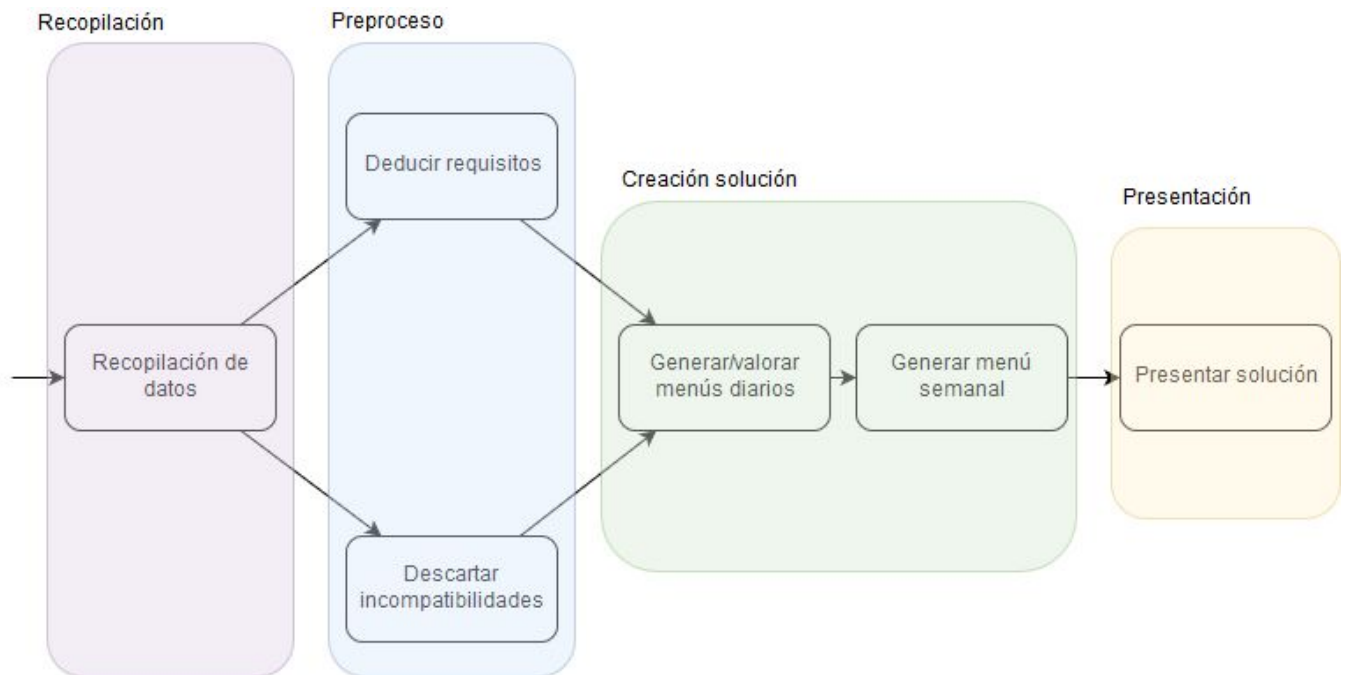 Recopilación
Preproceso
Deducir requisitos
Creación solución
Presentación
Recopilación de
datos
Generar/valorar
menús diarios
Generar menú
semanal
Presentar solución
Descartar
incompatibilidades